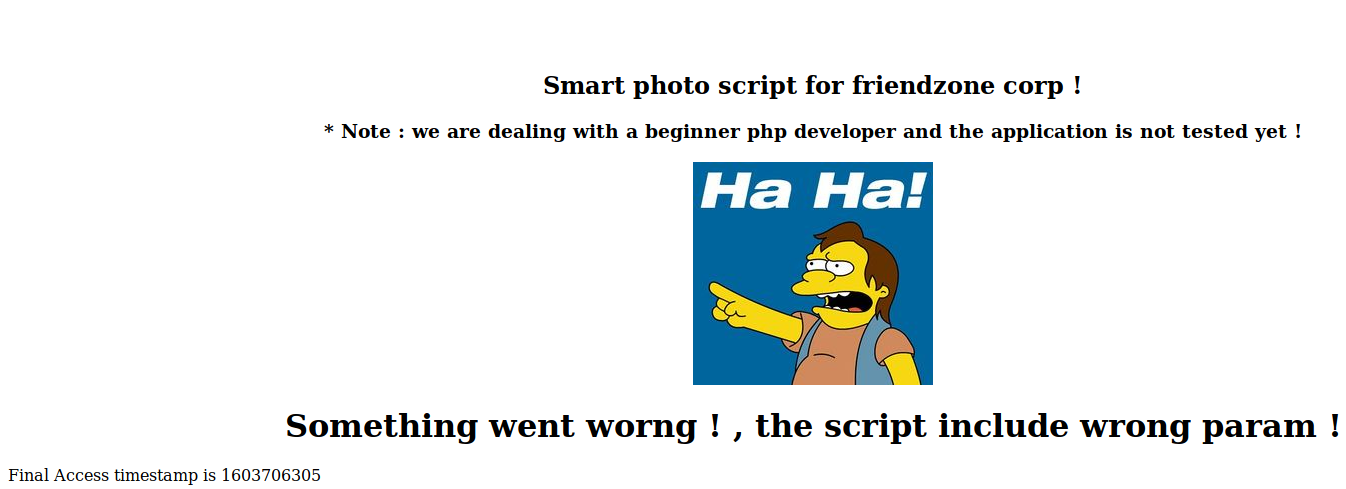 Smart photo script for friendzone corp !
* Note : we are dealing with a beginner php developer and the application is not tested yet !
Ha Ha!
Something went worng ! , the script include wrong param !
Final Access timestamp is 1603706305